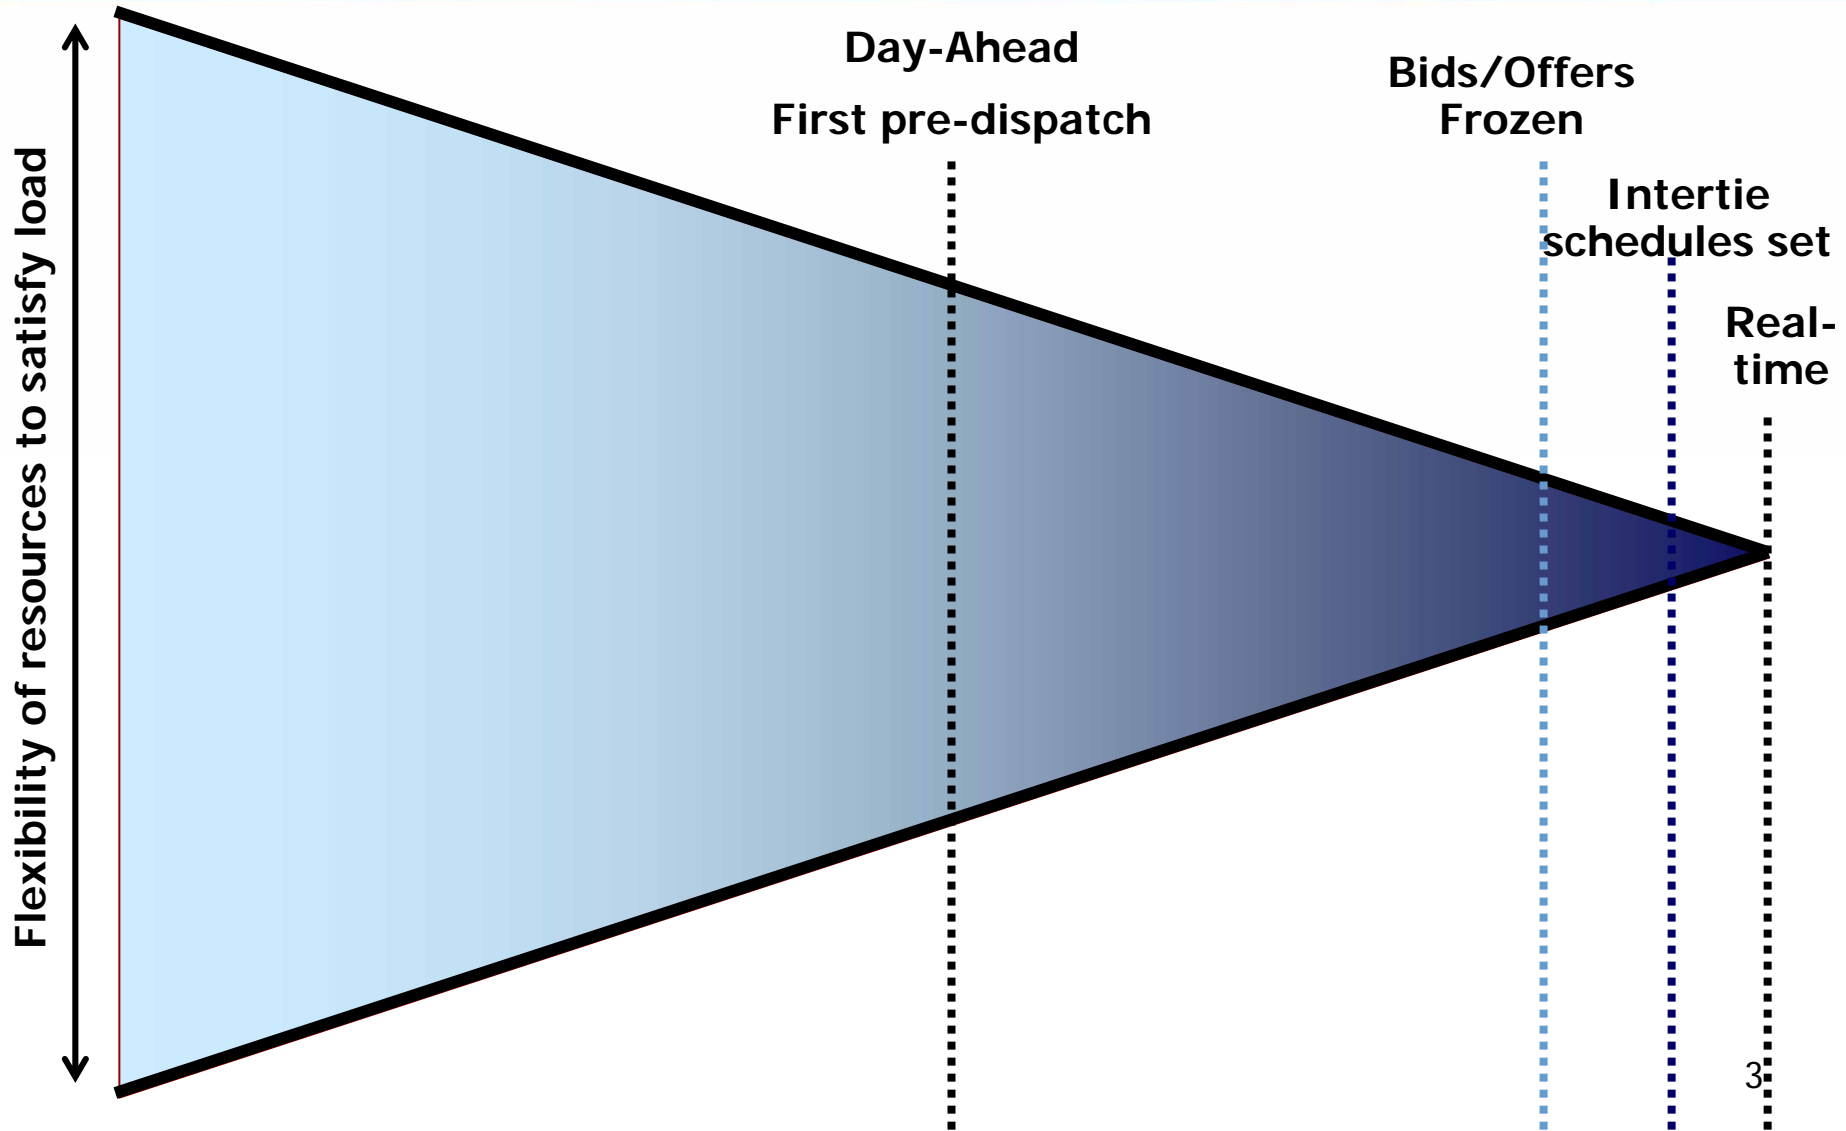 Flexibility of resources to satisfy load
Day-Ahead
First pre-dispatch
Bids/Offers
Frozen
Intertie
schedules set
Real-
time
3